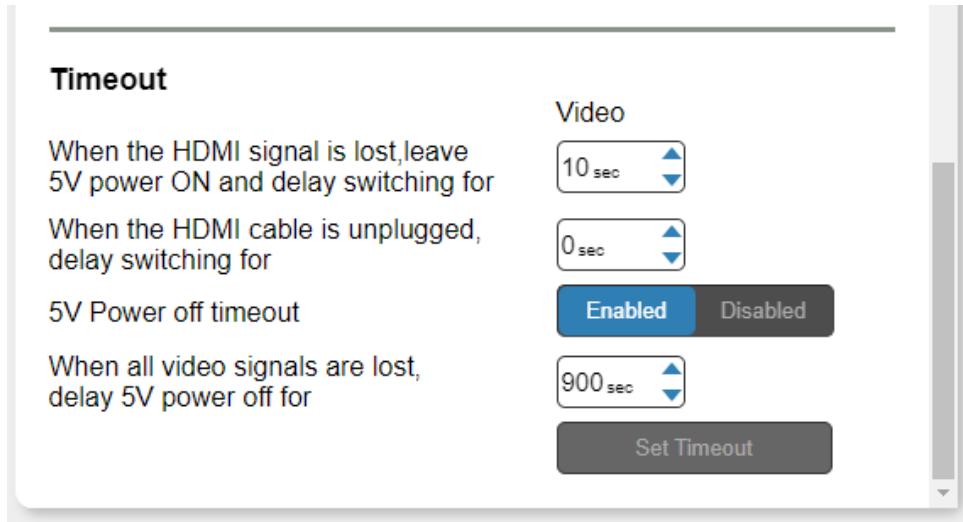 Timeout
Video
When the HDMI signal is lost,leave
5V power ON and delay switching for
10 sec
When the HDMI cable is unplugged,
delay switching for
0 sec
5V Power off timeout
Enabled
Disabled
When all video signals are lost,
delay 5V power off for
900 sec
Set Timeout